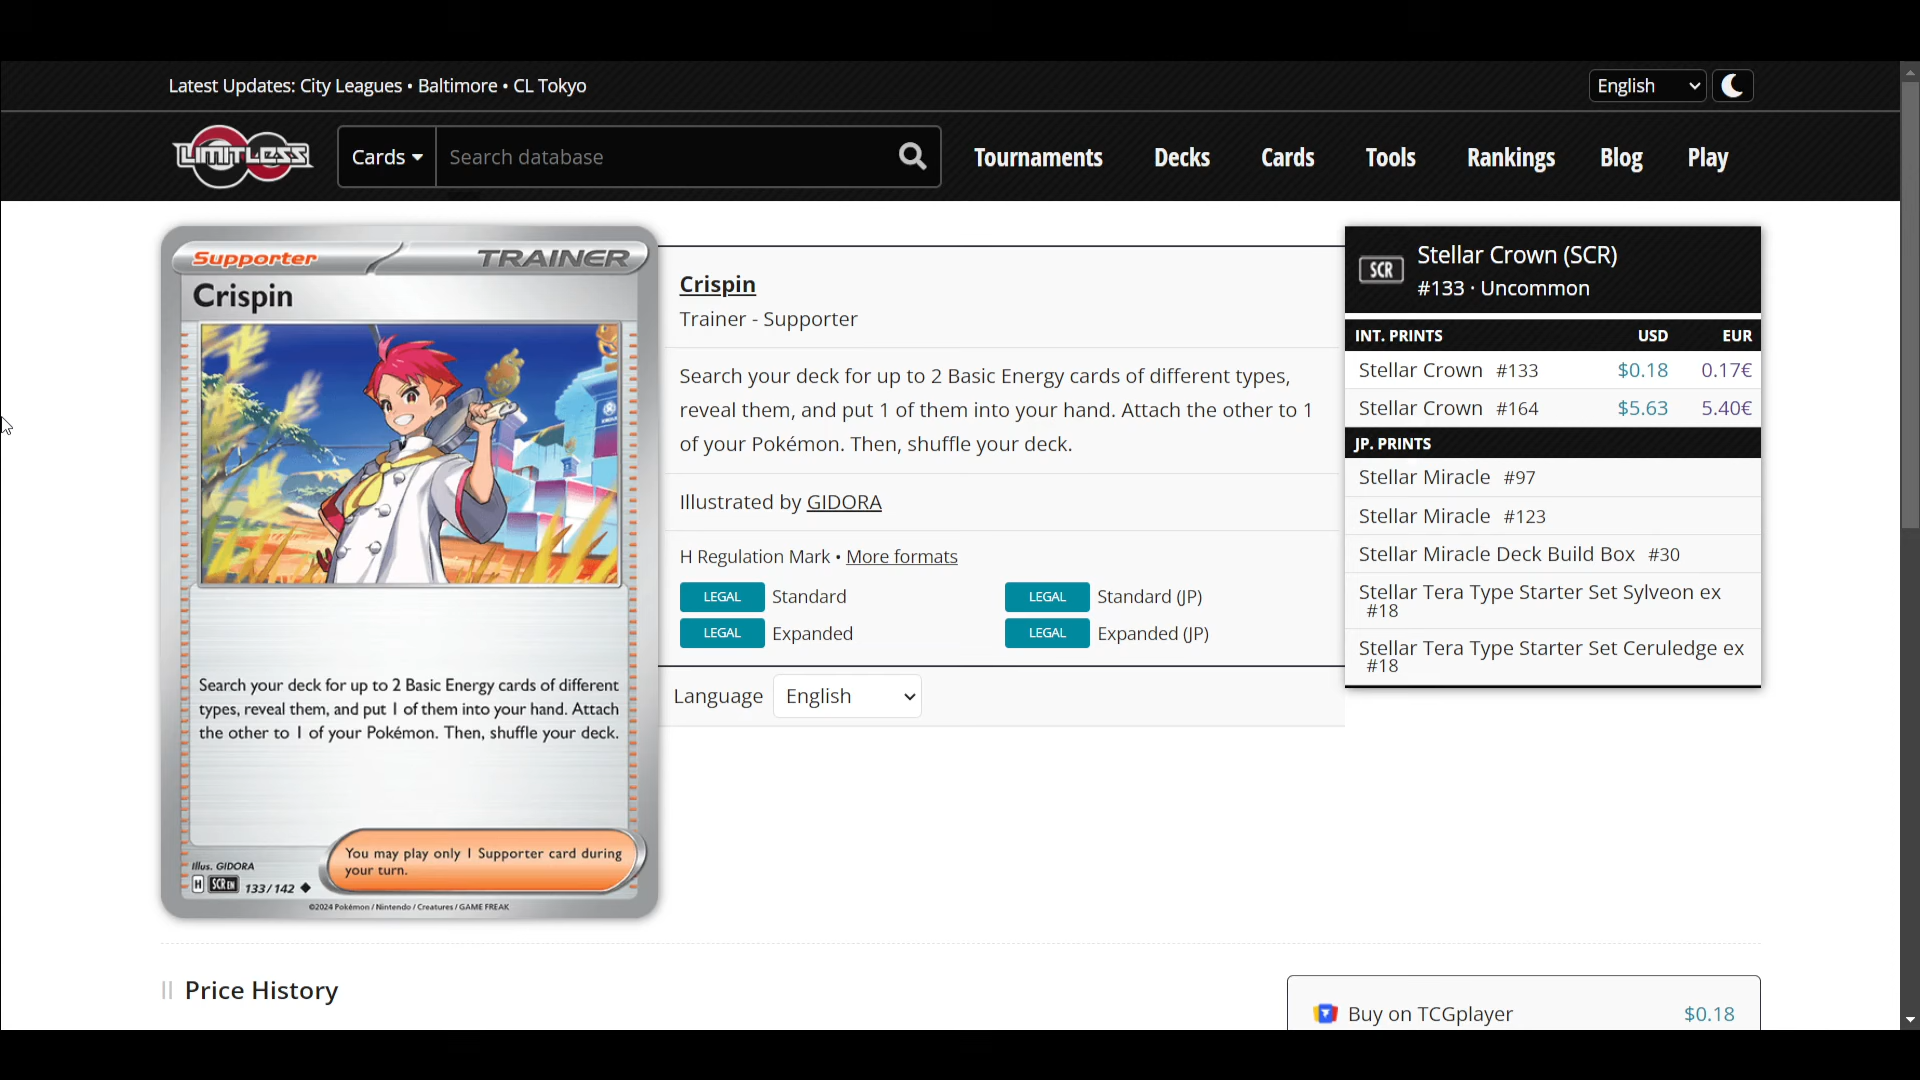 Latest Updates: City Leagues • Baltimore • CL Tokyo
English
LIMITLESS
Cards
Search database
Tournaments
Decks
Cards
Tools
Rankings
Blog
Play
Supporter
TRAINER
Crispin
Search your deck for up to 2 Basic Energy cards of different
types, reveal them, and put 1 of them into your hand. Attach
the other to 1 of your Pokémon. Then, shuffle your deck.
You may play only 1 Supporter card during
your turn.
Illus. GIDORA
H SCR EN 133/142
©2024 Pokémon / Nintendo / Creatures / GAME FREAK
Crispin
Trainer - Supporter
Search your deck for up to 2 Basic Energy cards of different types,
reveal them, and put 1 of them into your hand. Attach the other to 1
of your Pokémon. Then, shuffle your deck.
Illustrated by GIDORA
H Regulation Mark • More formats
LEGAL Standard
LEGAL Standard (JP)
LEGAL Expanded
LEGAL Expanded (JP)
Language English
SCR
Stellar Crown (SCR)
#133 · Uncommon
INT. PRINTS USD EUR
Stellar Crown #133 $0.18 0.17€
Stellar Crown #164 $5.63 5.40€
JP. PRINTS
Stellar Miracle #97
Stellar Miracle #123
Stellar Miracle Deck Build Box #30
Stellar Tera Type Starter Set Sylveon ex
#18
Stellar Tera Type Starter Set Ceruledge ex
#18
Price History
Buy on TCGplayer $0.18